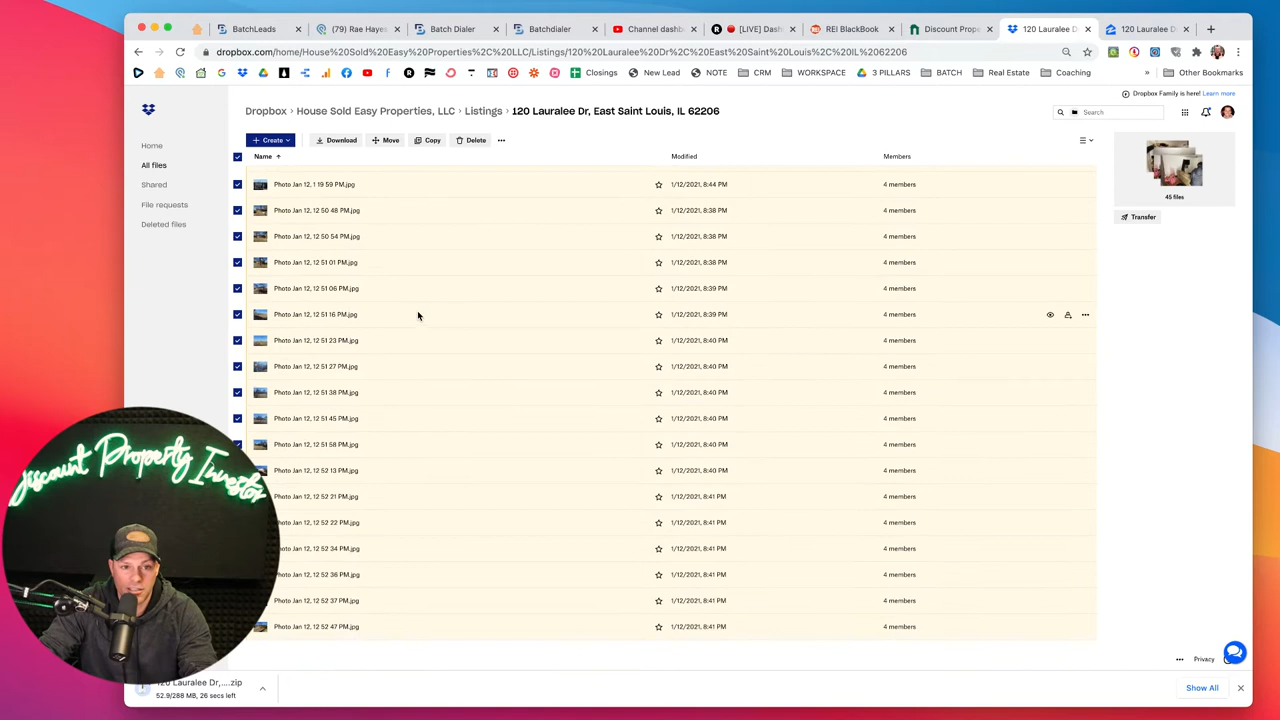 BatchLeads
(79) Rae Hayes
Batch Dialer
Batchdialer
Channel dashb
[LIVE] Dashb
REI BlackBook
Discount Prope
120 Lauralee D
120 Lauralee Dr
dropbox.com/home/House%20Sold%20Easy%20Properties%2C%20LLC/Listings/120%20Lauralee%20Dr%2C%20East%20Saint%20Louis%2C%20IL%2062206
Closings
New Lead
NOTE
CRM
WORKSPACE
3 PILLARS
BATCH
Real Estate
Coaching
»
Other Bookmarks
Dropbox Family is here! Learn more
Dropbox › House Sold Easy Properties, LLC › Listings › 120 Lauralee Dr, East Saint Louis, IL 62206
Search
+ Create
Download
Move
Copy
Delete
Home
All files
Shared
File requests
Deleted files
Name ↑
Modified
Members
Photo Jan 12, 1 19 59 PM.jpg 1/12/2021, 8:44 PM 4 members
Photo Jan 12, 12 50 48 PM.jpg 1/12/2021, 8:38 PM 4 members
Photo Jan 12, 12 50 54 PM.jpg 1/12/2021, 8:38 PM 4 members
Photo Jan 12, 12 51 01 PM.jpg 1/12/2021, 8:38 PM 4 members
Photo Jan 12, 12 51 06 PM.jpg 1/12/2021, 8:39 PM 4 members
Photo Jan 12, 12 51 16 PM.jpg 1/12/2021, 8:39 PM 4 members
Photo Jan 12, 12 51 23 PM.jpg 1/12/2021, 8:40 PM 4 members
Photo Jan 12, 12 51 27 PM.jpg 1/12/2021, 8:40 PM 4 members
Photo Jan 12, 12 51 38 PM.jpg 1/12/2021, 8:40 PM 4 members
Photo Jan 12, 12 51 45 PM.jpg 1/12/2021, 8:40 PM 4 members
Photo Jan 12, 12 51 58 PM.jpg 1/12/2021, 8:40 PM 4 members
Photo Jan 12, 12 52 13 PM.jpg 1/12/2021, 8:40 PM 4 members
Photo Jan 12, 12 52 21 PM.jpg 1/12/2021, 8:41 PM 4 members
Photo Jan 12, 12 52 22 PM.jpg 1/12/2021, 8:41 PM 4 members
Photo Jan 12, 12 52 34 PM.jpg 1/12/2021, 8:41 PM 4 members
Photo Jan 12, 12 52 36 PM.jpg 1/12/2021, 8:41 PM 4 members
Photo Jan 12, 12 52 37 PM.jpg 1/12/2021, 8:41 PM 4 members
Photo Jan 12, 12 52 47 PM.jpg 1/12/2021, 8:41 PM 4 members
45 files
Transfer
Discount Property Investor
Privacy
120 Lauralee Dr,....zip
52.9/288 MB, 26 secs left
Show All